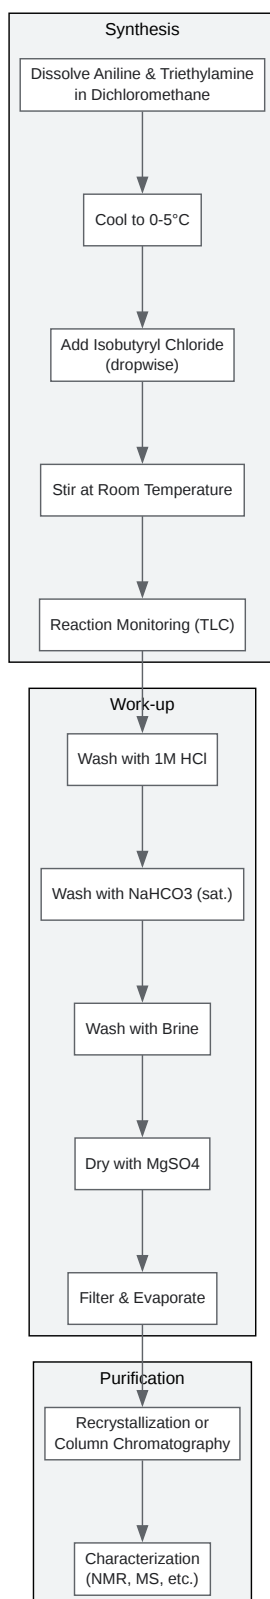 Synthesis
Dissolve Aniline & Triethylamine
in Dichloromethane
Cool to 0-5°C
Add Isobutyryl Chloride
(dropwise)
Stir at Room Temperature
Reaction Monitoring (TLC)
Work-up
Wash with 1M HCl
Wash with NaHCO3 (sat.)
Wash with Brine
Dry with MgSO4
Filter & Evaporate
Purification
Recrystallization or
Column Chromatography
Characterization
(NMR, MS, etc.)